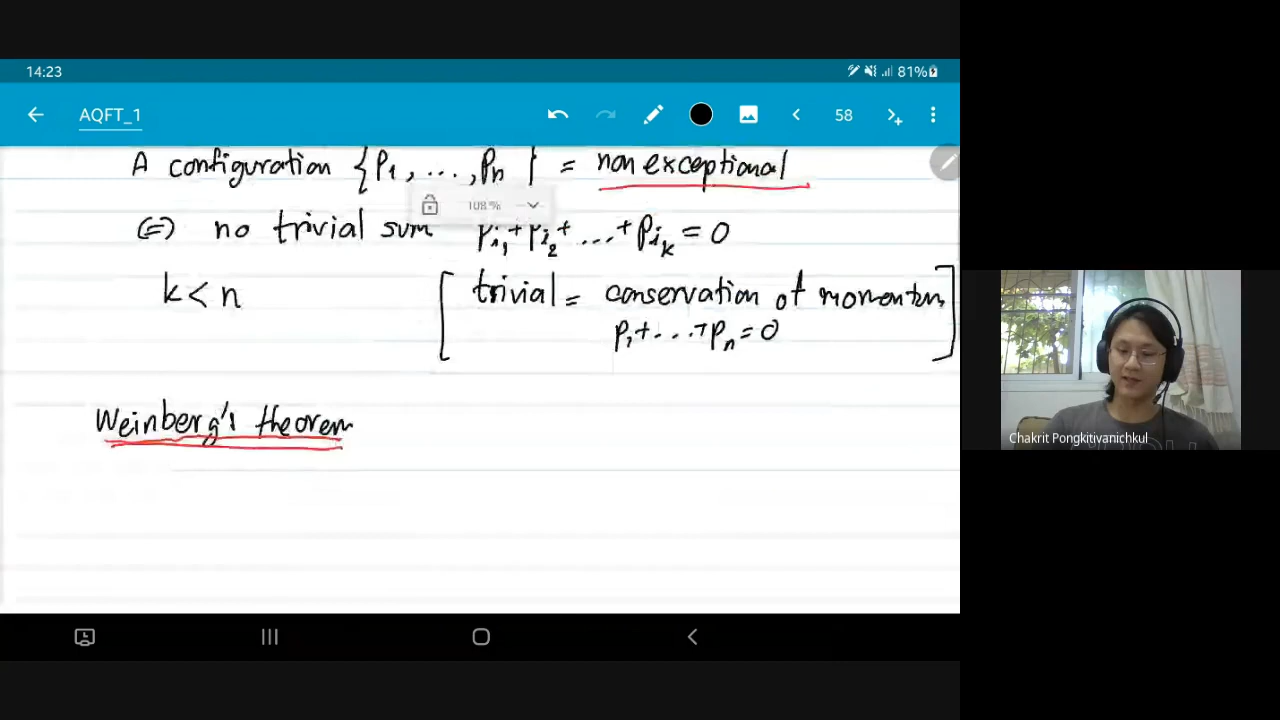 14:23 81%
AQFT_1 58
A configuration {P1, ..., Pn } = non exceptional
108%
⟺ no trivial sum Pi1 + Pi2 + ... + Pik = 0
k < n [ trivial = conservation of momentum ]
P1 + ... + Pn = 0
Weinberg's theorem
Chakrit Pongkitivanichkul